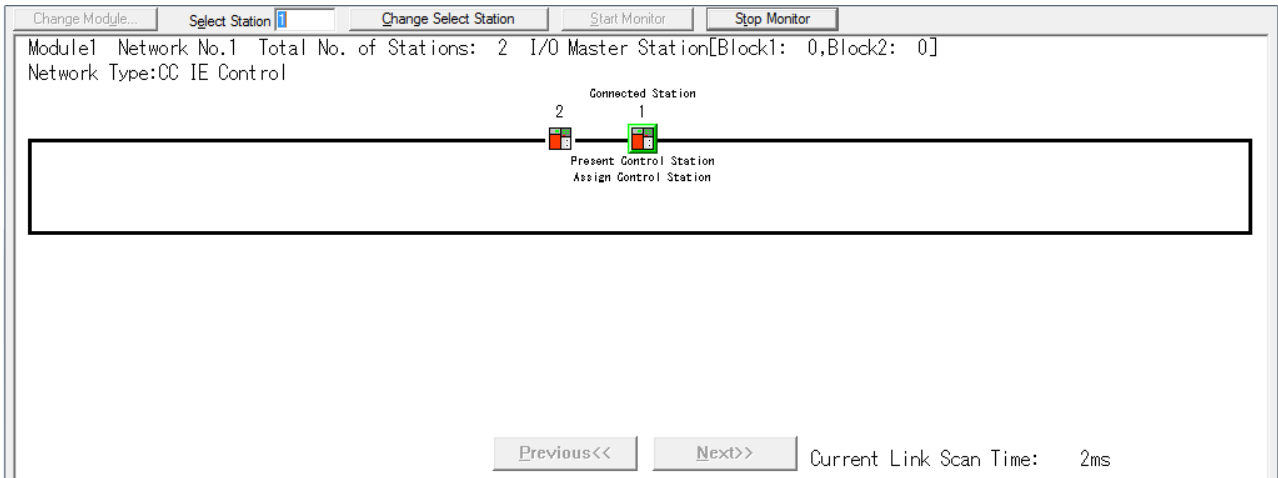 Change Module... Select Station 1 Change Select Station Start Monitor Stop Monitor
Module1 Network No.1 Total No. of Stations: 2 I/O Master Station[Block1: 0,Block2: 0]
Network Type:CC IE Control
Connected Station
2 1
Present Control Station
Assign Control Station
Previous<< Next>> Current Link Scan Time: 2ms